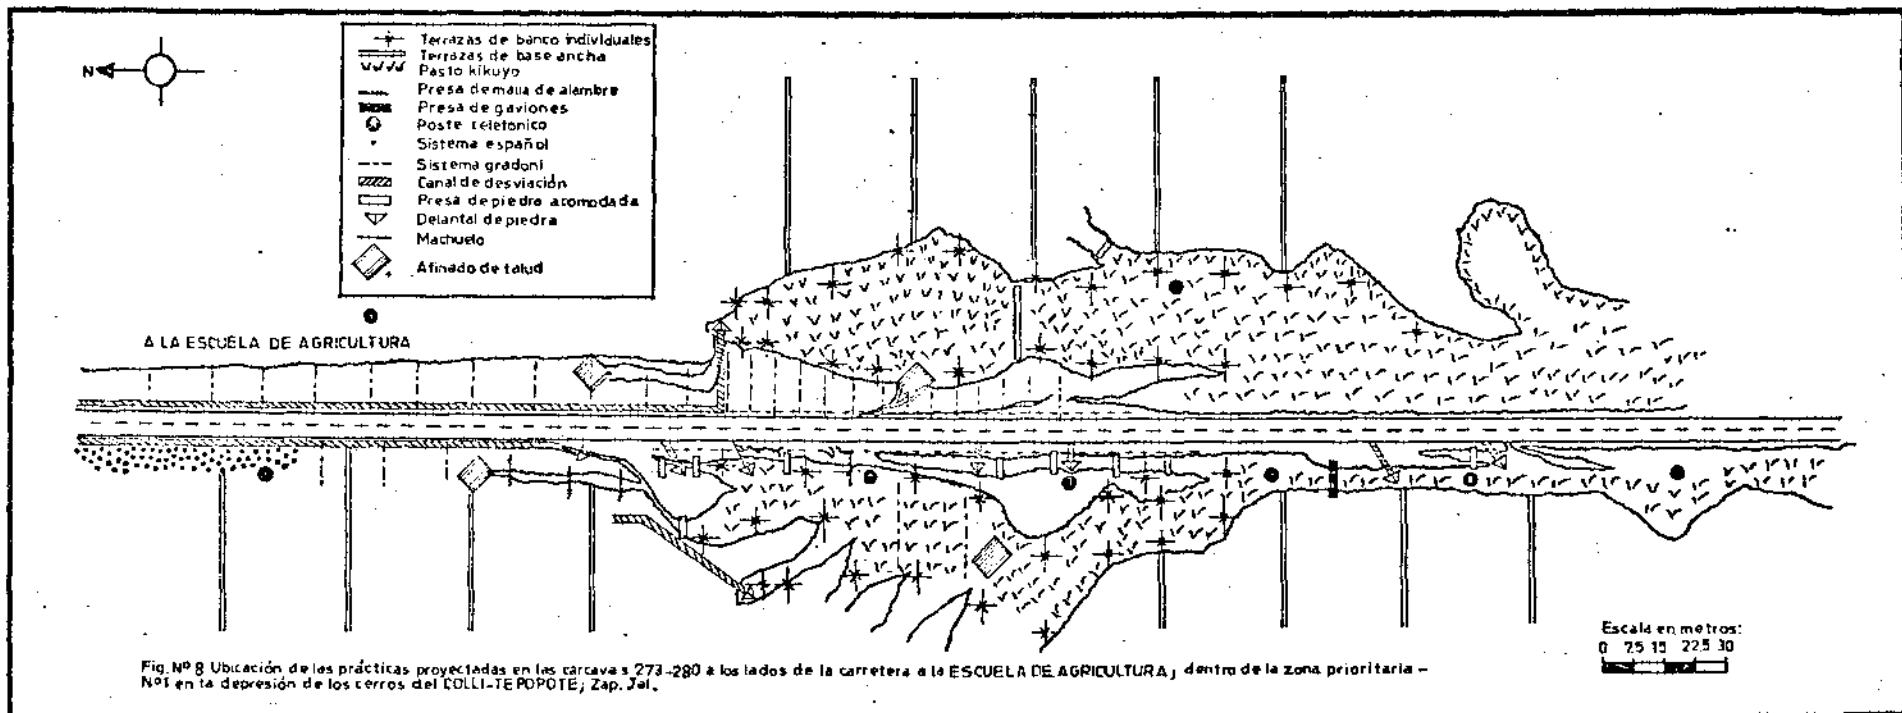 N
Terrazas de banco individuales
Terrazas de base ancha
Pasto kikuyo
Presa de malla de alambre
Presa de gaviones
Poste telefonico
Sistema español
Sistema gradoni
Canal de desviación
Presa de piedra acomodada
Delantal de piedra
Machuelo
Afinado de talud
A LA ESCUELA DE AGRICULTURA
Escala en metros:
0 7.5 15 22.5 30
Fig. Nº 8 Ubicación de las prácticas proyectadas en las cárcavas 273-280 a los lados de la carretera a la ESCUELA DE AGRICULTURA, dentro de la zona prioritaria -
Nº1 en la depresión de los cerros del COLLI-TEPOPOTE, Zap. Jal.